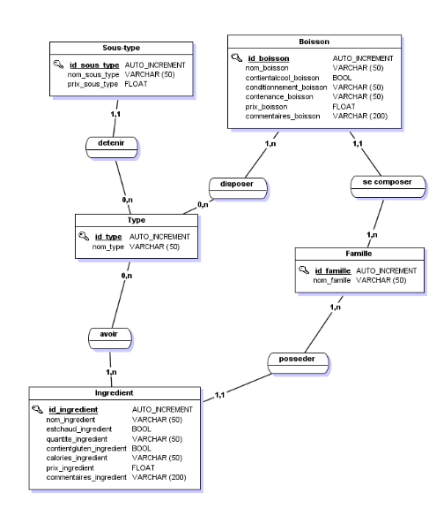 Sous-type
id_sous_type AUTO_INCREMENT
nom_sous_type VARCHAR (50)
prix_sous_type FLOAT
Boisson
id_boisson AUTO_INCREMENT
nom_boisson VARCHAR (50)
contientalcool_boisson BOOL
conditionnement_boisson VARCHAR (50)
contenance_boisson VARCHAR (50)
prix_boisson FLOAT
commentaires_boisson VARCHAR (200)
1,1
1,n
1,1
detenir
disposer
se composer
0,n
0,n
1,n
Type
id_type AUTO_INCREMENT
nom_type VARCHAR (50)
Famille
id_famille AUTO_INCREMENT
nom_famille VARCHAR (50)
0,n
1,n
avoir
posseder
1,n
1,1
Ingredient
id_ingredient AUTO_INCREMENT
nom_ingredient VARCHAR (50)
estchaud_ingredient BOOL
quantite_ingredient VARCHAR (50)
contientgluten_ingredient BOOL
calories_ingredient VARCHAR (50)
prix_ingredient FLOAT
commentaires_ingredient VARCHAR (200)